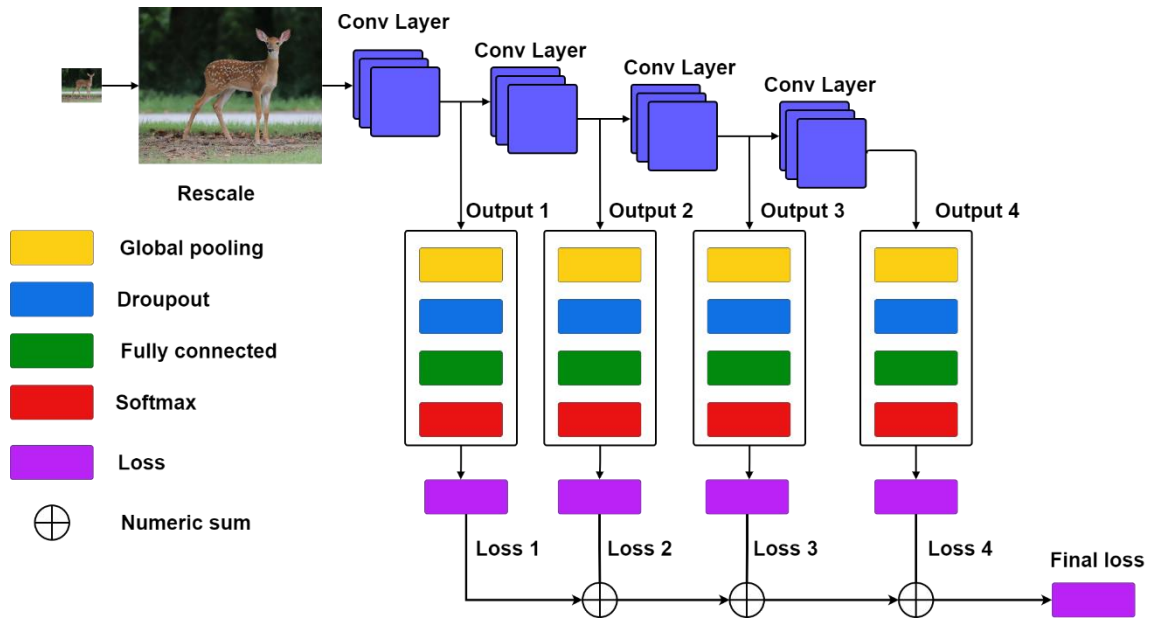 Conv Layer
Conv Layer
Conv Layer
Conv Layer
Rescale
Output 1
Output 2
Output 3
Output 4
Global pooling
Droupout
Fully connected
Softmax
Loss
Numeric sum
Loss 1
Loss 2
Loss 3
Loss 4
Final loss